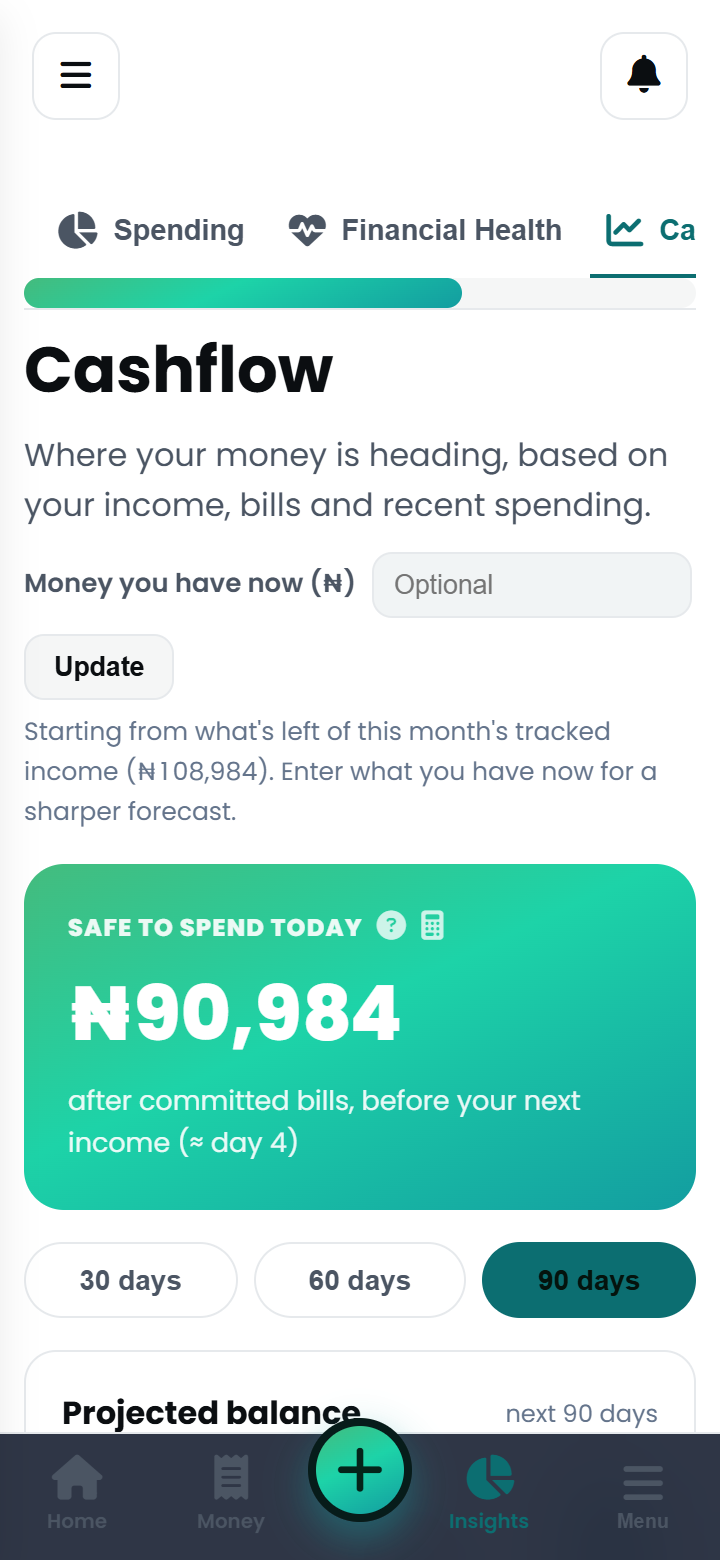 Spending
Financial Health
Ca
Cashflow
Where your money is heading, based on
your income, bills and recent spending.
Money you have now (₦)
Optional
Update
Starting from what's left of this month's tracked
income (₦108,984). Enter what you have now for a
sharper forecast.
SAFE TO SPEND TODAY ?
₦90,984
after committed bills, before your next
income (≈ day 4)
30 days
60 days
90 days
Projected balance
next 90 days
Home
Money
Insights
Menu